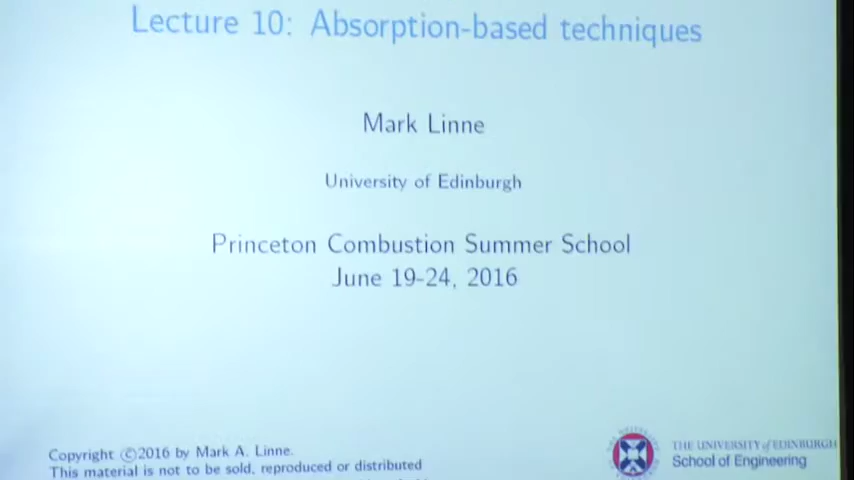 Lecture 10: Absorption-based techniques
Mark Linne
University of Edinburgh
Princeton Combustion Summer School
June 19-24, 2016
Copyright ©2016 by Mark A. Linne.
This material is not to be sold, reproduced or distributed
THE UNIVERSITY of EDINBURGH
School of Engineering